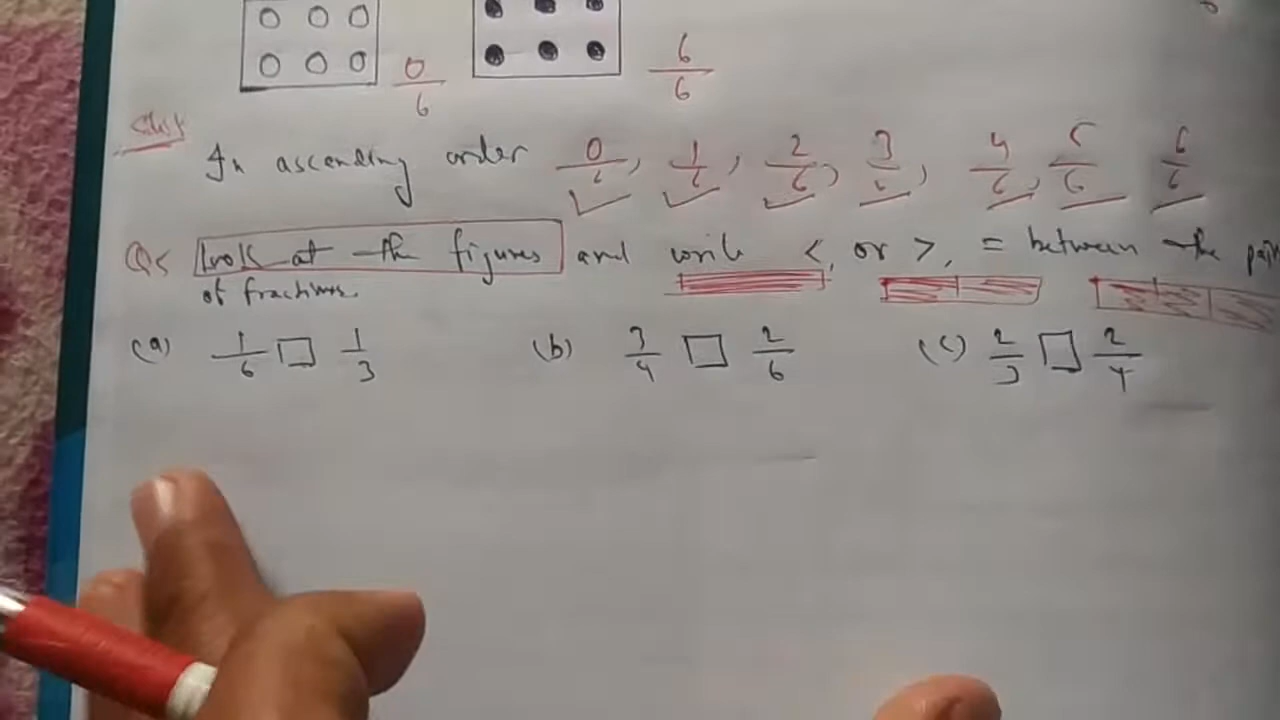 0/6 6/6
In ascending order 0/6, 1/6, 2/6, 3/6, 4/6, 5/6 6/6
Q< look at the figures and write <, or >, = between the
of fractions.
(a) 1/6 □ 1/3 (b) 3/4 □ 2/6 (c) 2/3 □ 2/4